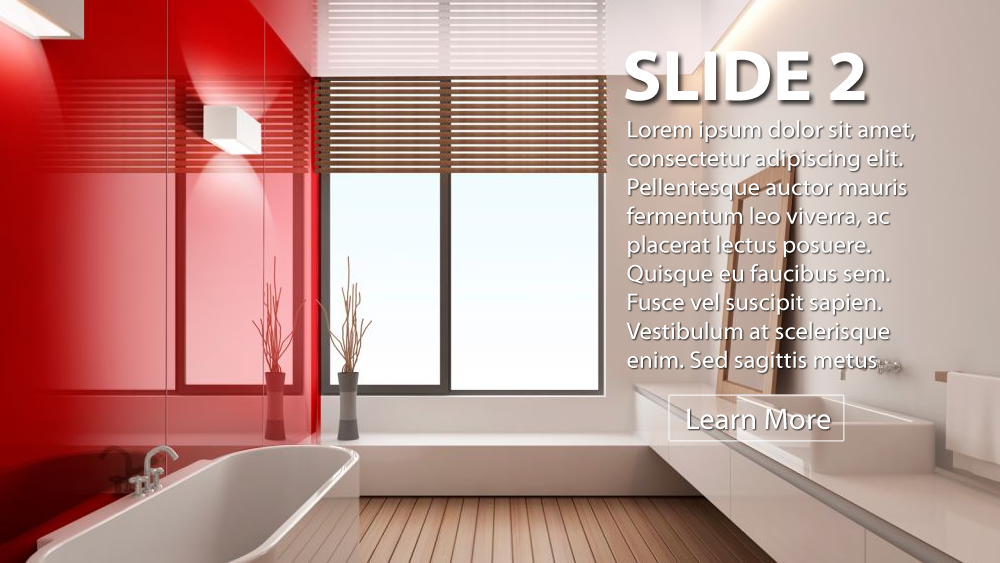 SLIDE 2
Lorem ipsum dolor sit amet,
consectetur adipiscing elit.
Pellentesque auctor mauris
fermentum leo viverra, ac
placerat lectus posuere.
Quisque eu faucibus sem.
Fusce vel suscipit sapien.
Vestibulum at scelerisque
enim. Sed sagittis metus...
Learn More